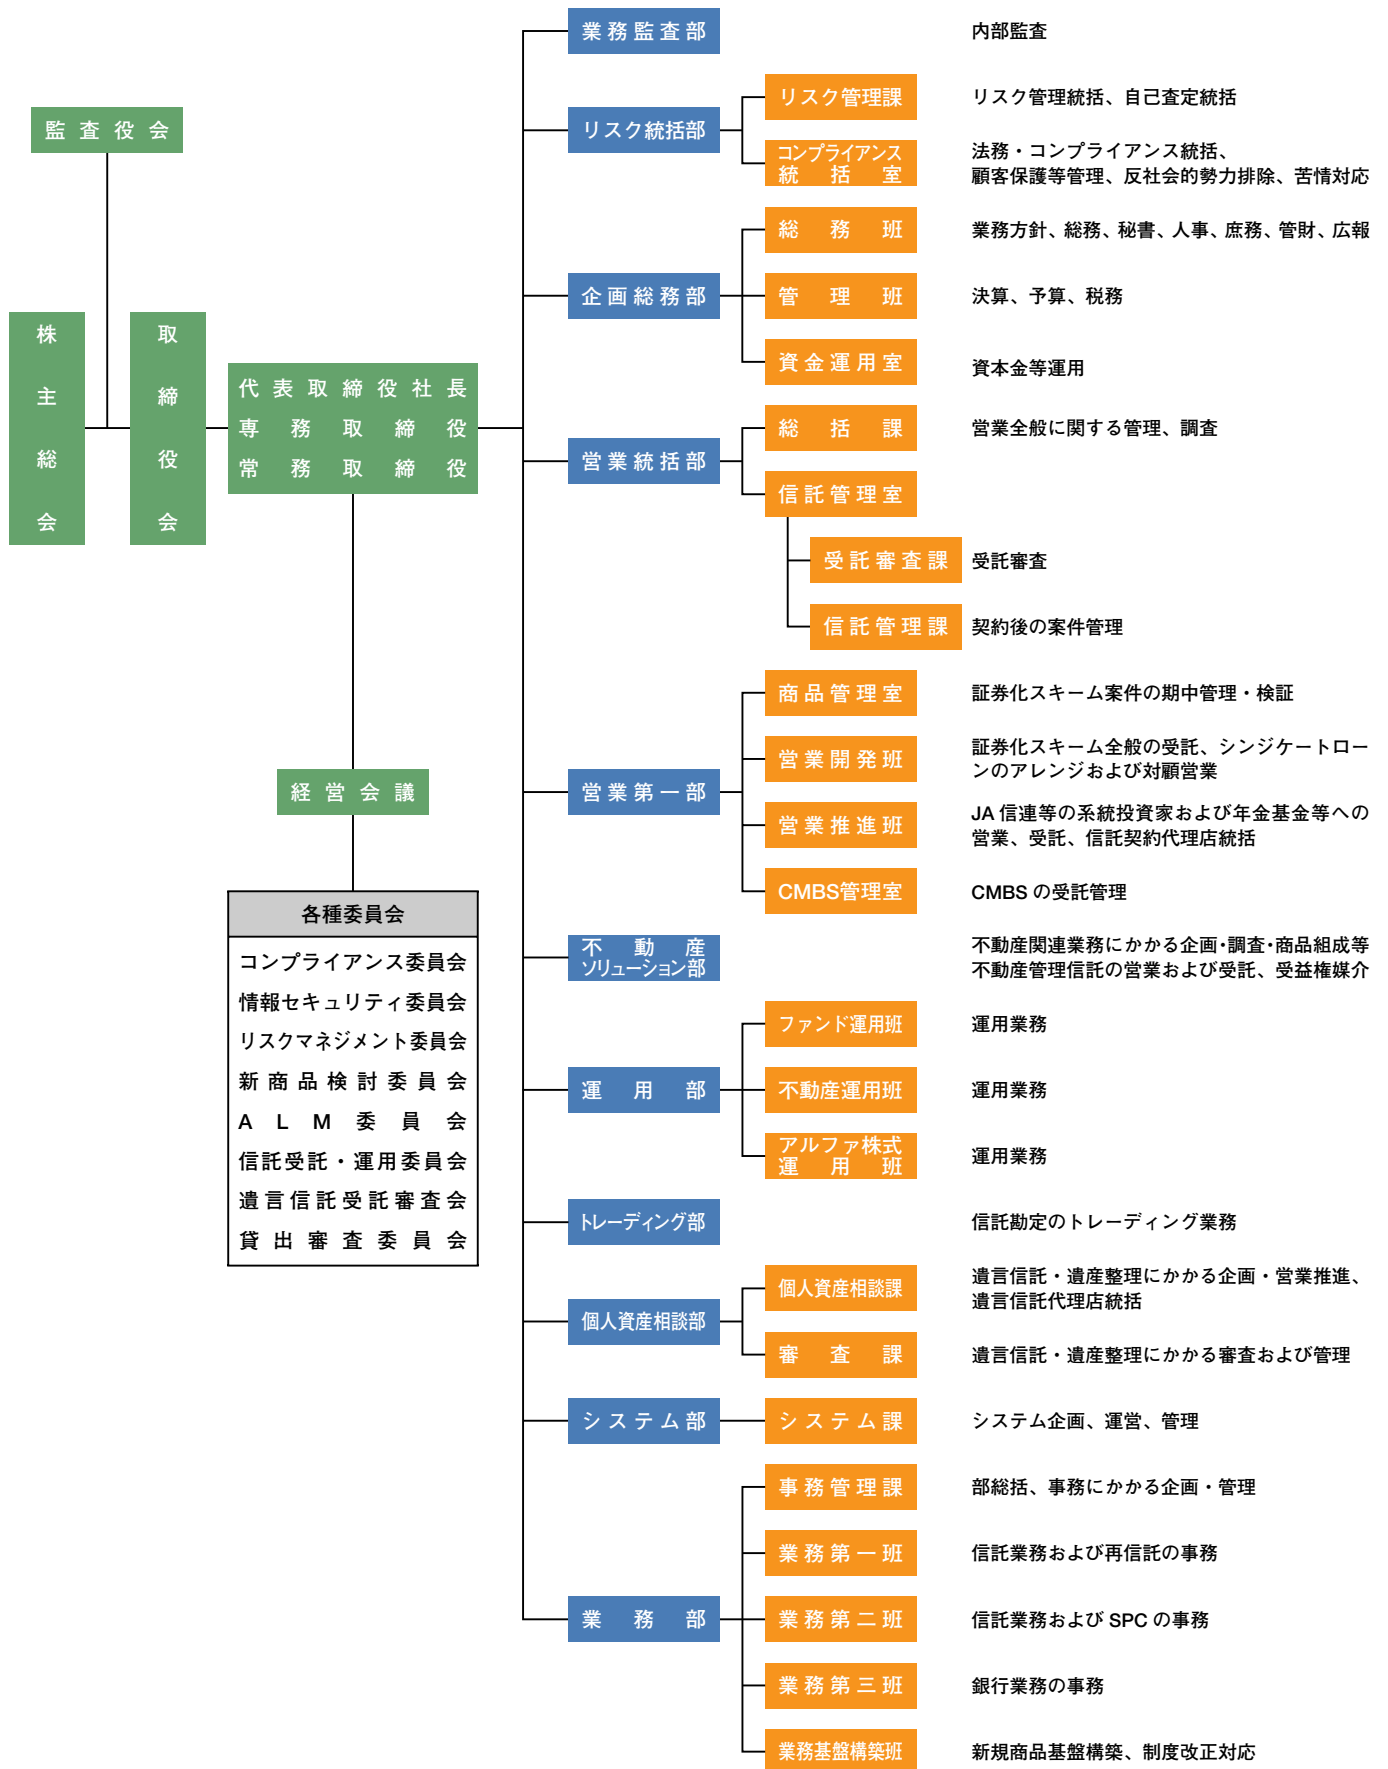 監査役会
株主総会
取締役会
代表取締役社長
専務取締役
常務取締役
経営会議
各種委員会
コンプライアンス委員会
情報セキュリティ委員会
リスクマネジメント委員会
新商品検討委員会
ALM委員会
信託受託・運用委員会
遺言信託受託審査会
貸出審査委員会
業務監査部
内部監査
リスク統括部
リスク管理課
リスク管理統括、自己査定統括
コンプライアンス
統括室
法務・コンプライアンス統括、
顧客保護等管理、反社会的勢力排除、苦情対応
企画総務部
総務班
業務方針、総務、秘書、人事、庶務、管財、広報
管理班
決算、予算、税務
資金運用室
資本金等運用
営業統括部
総括課
営業全般に関する管理、調査
信託管理室
受託審査課
受託審査
信託管理課
契約後の案件管理
営業第一部
商品管理室
証券化スキーム案件の期中管理・検証
営業開発班
証券化スキーム全般の受託、シンジケートロー
ンのアレンジおよび対顧営業
営業推進班
JA信連等の系統投資家および年金基金等への
営業、受託、信託契約代理店統括
CMBS管理室
CMBSの受託管理
不動産
ソリューション部
不動産関連業務にかかる企画・調査・商品組成等
不動産管理信託の営業および受託、受益権媒介
運用部
ファンド運用班
運用業務
不動産運用班
運用業務
アルファ株式
運用班
運用業務
トレーディング部
信託勘定のトレーディング業務
個人資産相談部
個人資産相談課
遺言信託・遺産整理にかかる企画・営業推進、
遺言信託代理店統括
審査課
遺言信託・遺産整理にかかる審査および管理
システム部
システム課
システム企画、運営、管理
業務部
事務管理課
部総括、事務にかかる企画・管理
業務第一班
信託業務および再信託の事務
業務第二班
信託業務およびSPCの事務
業務第三班
銀行業務の事務
業務基盤構築班
新規商品基盤構築、制度改正対応